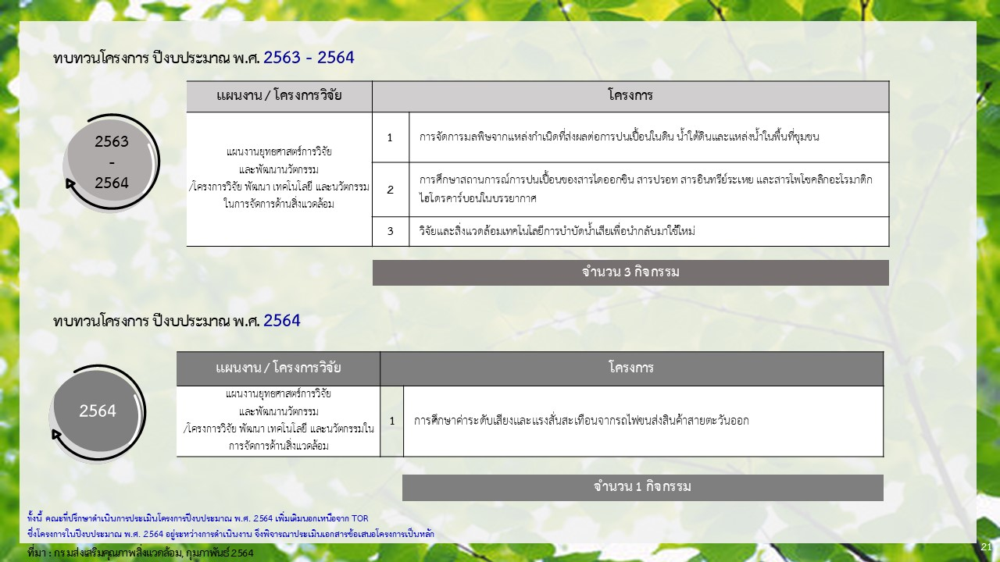 ทบทวนโครงการ ปีงบประมาณ พ.ศ. 2563 - 2564
แผนงาน / โครงการวิจัย
โครงการ
2563
-
2564
แผนงานยุทธศาสตร์การวิจัย
และพัฒนานวัตกรรม
/โครงการวิจัย พัฒนา เทคโนโลยี และนวัตกรรม
ในการจัดการด้านสิ่งแวดล้อม
1
การจัดการมลพิษจากแหล่งกำเนิดที่ส่งผลต่อการปนเปื้อนในดิน น้ำใต้ดินและแหล่งน้ำในพื้นที่ชุมชน
2
การศึกษาสถานการณ์การปนเปื้อนของสารไดออกซิน สารปรอท สารอินทรีย์ระเหย และสารโพไซคลิกอะโรมาติก
ไฮโดรคาร์บอนในบรรยากาศ
3
วิจัยและสิ่งแวดล้อมเทคโนโลยีการบำบัดน้ำเสียเพื่อนำกลับมาใช้ใหม่
จำนวน 3 กิจกรรม
ทบทวนโครงการ ปีงบประมาณ พ.ศ. 2564
แผนงาน / โครงการวิจัย
โครงการ
2564
แผนงานยุทธศาสตร์การวิจัย
และพัฒนานวัตกรรม
/โครงการวิจัย พัฒนา เทคโนโลยี และนวัตกรรมใน
การจัดการด้านสิ่งแวดล้อม
1
การศึกษาค่าระดับเสียงและแรงสั่นสะเทือนจากรถไฟขนส่งสินค้าสายตะวันออก
จำนวน 1 กิจกรรม
ทั้งนี้ คณะที่ปรึกษาดำเนินการประเมินโครงการปีงบประมาณ พ.ศ. 2564 เพิ่มเติมนอกเหนือจาก TOR
ซึ่งโครงการในปีงบประมาณ พ.ศ. 2564 อยู่ระหว่างการดำเนินงาน จึงพิจารณาประเมินเอกสารข้อเสนอโครงการเป็นหลัก
ที่มา : กรมส่งเสริมคุณภาพสิ่งแวดล้อม, กุมภาพันธ์ 2564
21